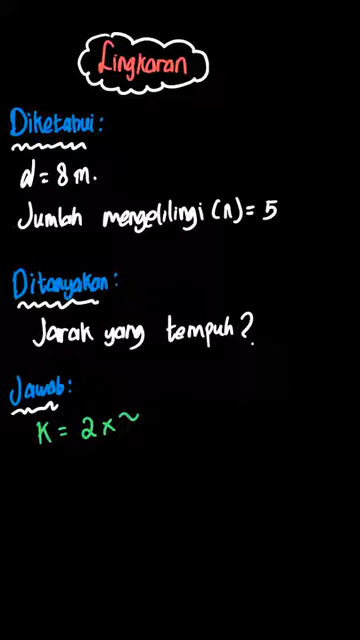 Lingkaran
Diketahui:
d = 8 m.
Jumlah mengelilingi (n) = 5
Ditanyakan:
Jarak yang tempuh?
Jawab:
K = 2 x